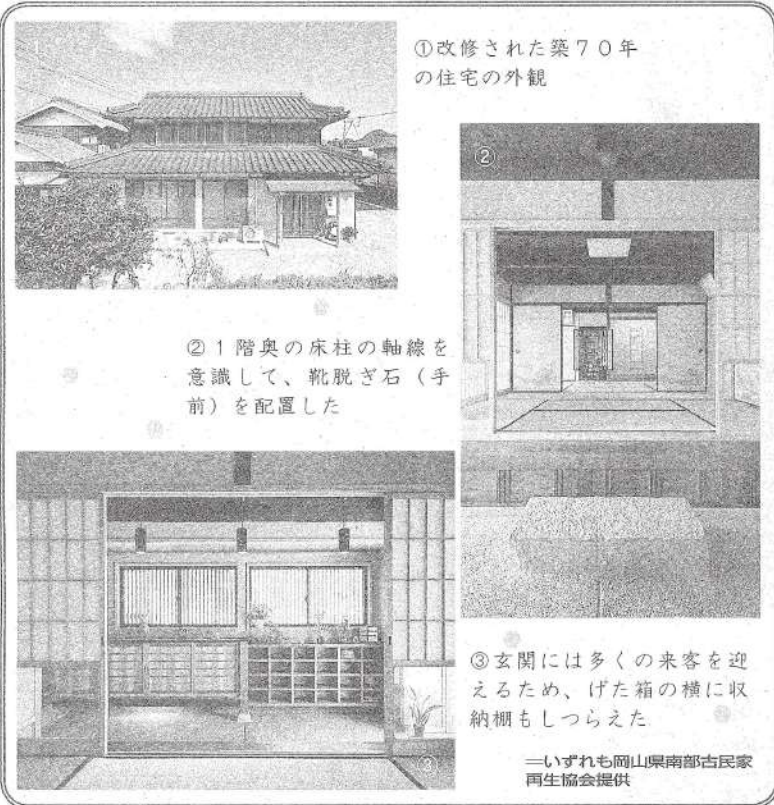 ①改修された築70年
の住宅の外観
②
②1階奥の床柱の軸線を
意識して、靴脱ぎ石（手
前）を配置した
③玄関には多くの来客を迎
えるため、げた箱の横に収
納棚もしつらえた
③
＝いずれも岡山県南部古民家
再生協会提供